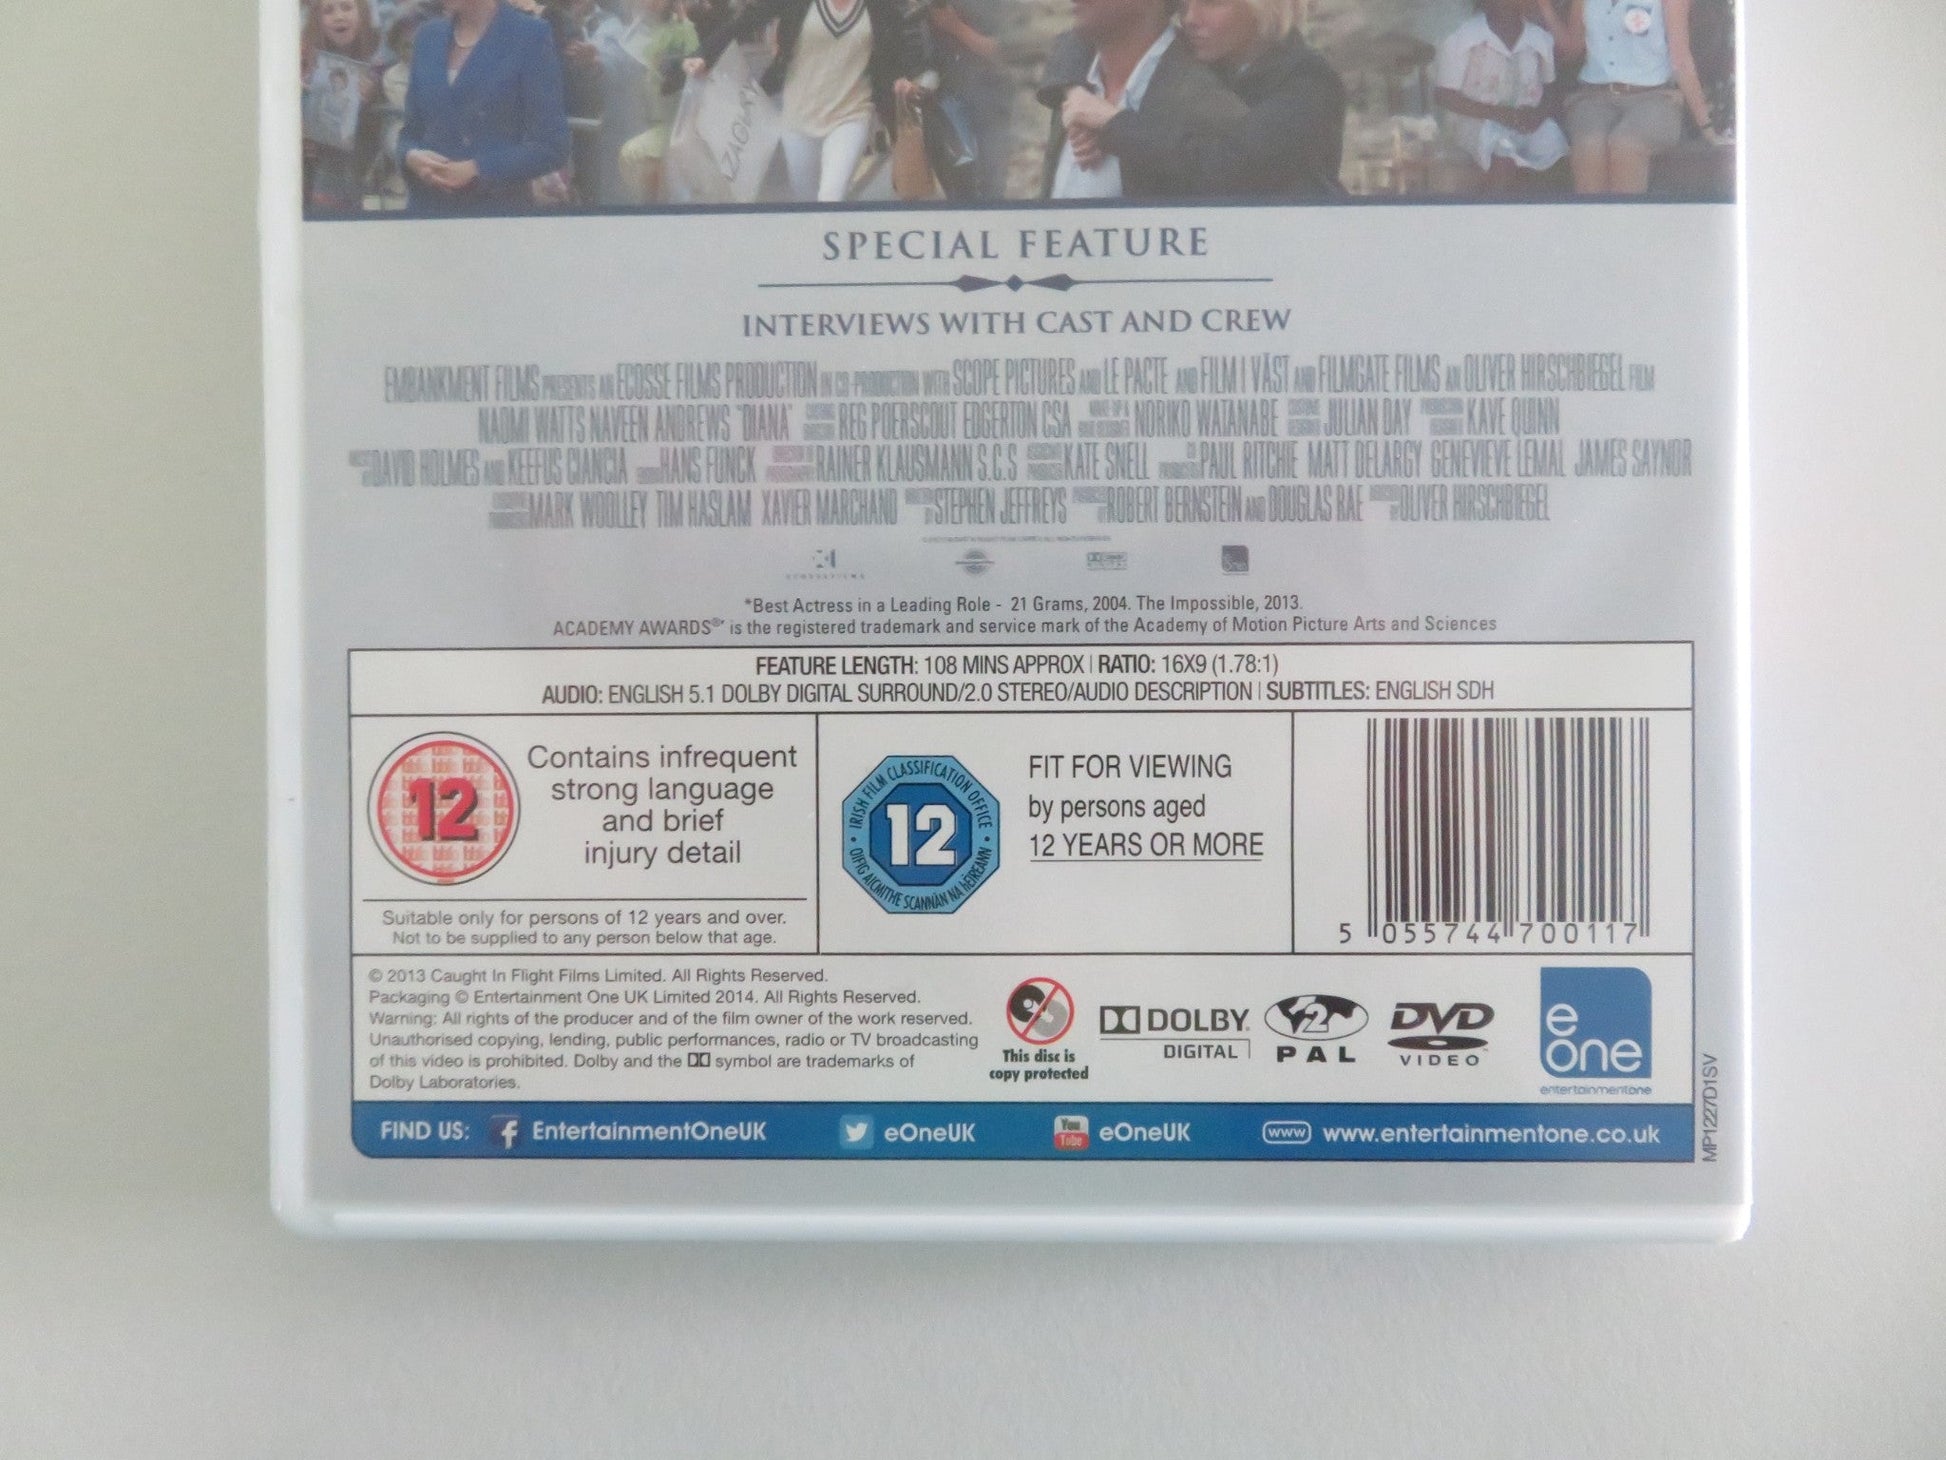 SPECIAL FEATURE
INTERVIEWS WITH CAST AND CREW
EMBANKMENT FILMS PRESENTS AN ECOSSE FILMS PRODUCTION IN CO-PRODUCTION WITH SCOPE PICTURES AND LE PACTE AND FILM I VÄST AND FILMGATE FILMS AN OLIVER HIRSCHBIEGEL FILM
NAOMI WATTS NAVEEN ANDREWS "DIANA" REG POERSCOUT EDGERTON CSA NORIKO WATANABE JULIAN DAY KAVE QUINN
DAVID HOLMES AND KEEFUS CIANCIA HANS FUNCK RAINER KLAUSMANN S.C.S KATE SNELL PAUL RITCHIE MATT DELARGY GENEVIEVE LEMAL JAMES SAYNOR
MARK WOOLLEY TIM HASLAM XAVIER MARCHAND STEPHEN JEFFREYS ROBERT BERNSTEIN AND DOUGLAS RAE OLIVER HIRSCHBIEGEL
eOne
*Best Actress in a Leading Role - 21 Grams, 2004. The Impossible, 2013.
ACADEMY AWARDS®* is the registered trademark and service mark of the Academy of Motion Picture Arts and Sciences
FEATURE LENGTH: 108 MINS APPROX | RATIO: 16X9 (1.78:1)
AUDIO: ENGLISH 5.1 DOLBY DIGITAL SURROUND/2.0 STEREO/AUDIO DESCRIPTION | SUBTITLES: ENGLISH SDH
12
Contains infrequent
strong language
and brief
injury detail
Suitable only for persons of 12 years and over.
Not to be supplied to any person below that age.
IRISH FILM CLASSIFICATION OFFICE
12
OIFIG AICMITHE SCANNÁN NA hÉIREANN
FIT FOR VIEWING
by persons aged
12 YEARS OR MORE
5 055744 700117
© 2013 Caught In Flight Films Limited. All Rights Reserved.
Packaging © Entertainment One UK Limited 2014. All Rights Reserved.
Warning: All rights of the producer and of the film owner of the work reserved.
Unauthorised copying, lending, public performances, radio or TV broadcasting
of this video is prohibited. Dolby and the symbol are trademarks of
Dolby Laboratories.
This disc is
copy protected
DOLBY
DIGITAL
2
PAL
DVD
VIDEO™
e
one
entertainmentone
MP1227D1SV
FIND US: f EntertainmentOneUK eOneUK You Tube eOneUK www www.entertainmentone.co.uk